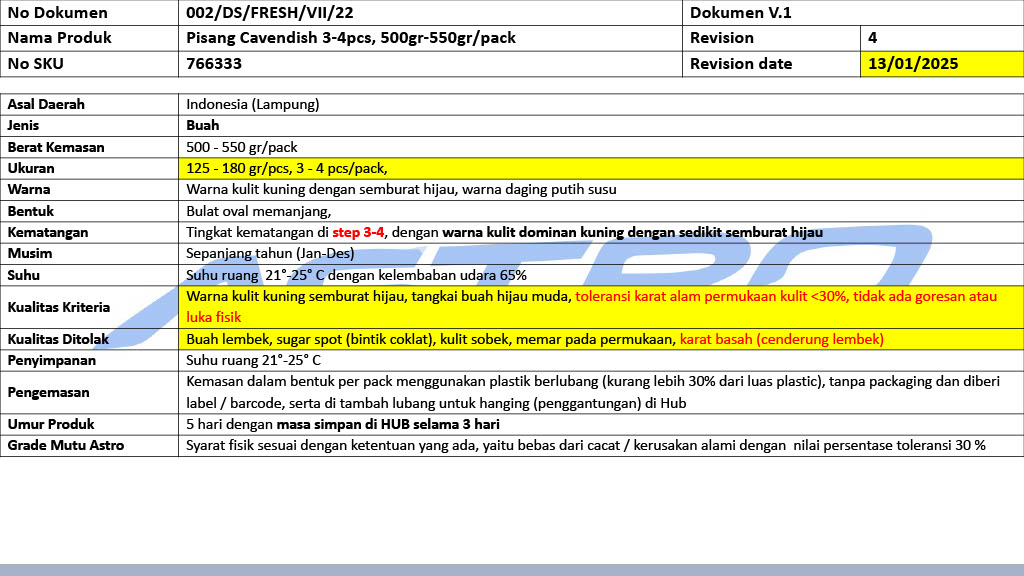 No Dokumen 002/DS/FRESH/VII/22 Dokumen V.1
Nama Produk Pisang Cavendish 3-4pcs, 500gr-550gr/pack Revision 4
No SKU 766333 Revision date 13/01/2025
Asal Daerah Indonesia (Lampung)
Jenis Buah
Berat Kemasan 500 - 550 gr/pack
Ukuran 125 - 180 gr/pcs, 3 - 4 pcs/pack,
Warna Warna kulit kuning dengan semburat hijau, warna daging putih susu
Bentuk Bulat oval memanjang,
Kematangan Tingkat kematangan di step 3-4, dengan warna kulit dominan kuning dengan sedikit semburat hijau
Musim Sepanjang tahun (Jan-Des)
Suhu Suhu ruang 21°-25° C dengan kelembaban udara 65%
Kualitas Kriteria Warna kulit kuning semburat hijau, tangkai buah hijau muda, toleransi karat alam permukaan kulit <30%, tidak ada goresan atau
luka fisik
Kualitas Ditolak Buah lembek, sugar spot (bintik coklat), kulit sobek, memar pada permukaan, karat basah (cenderung lembek)
Penyimpanan Suhu ruang 21°-25° C
Pengemasan Kemasan dalam bentuk per pack menggunakan plastik berlubang (kurang lebih 30% dari luas plastic), tanpa packaging dan diberi
label / barcode, serta di tambah lubang untuk hanging (penggantungan) di Hub
Umur Produk 5 hari dengan masa simpan di HUB selama 3 hari
Grade Mutu Astro Syarat fisik sesuai dengan ketentuan yang ada, yaitu bebas dari cacat / kerusakan alami dengan nilai persentase toleransi 30 %
ASTRO